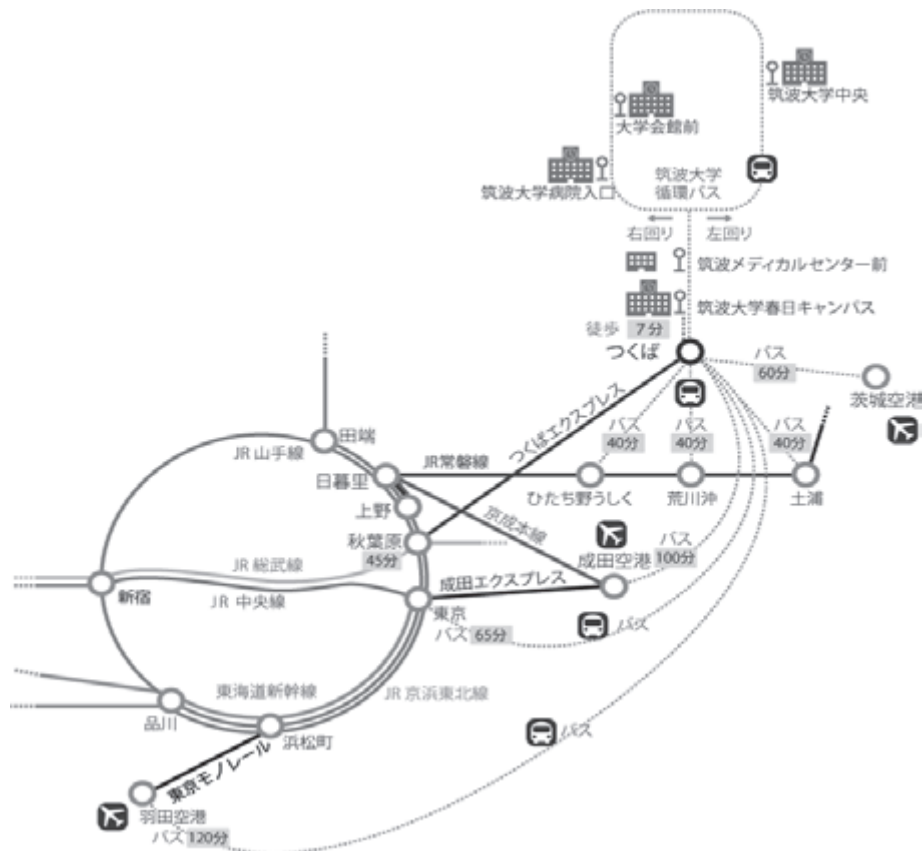 筑波大学中央
大学会館前
筑波大学病院入口
筑波大学
循環バス
右回り
左回り
筑波メディカルセンター前
筑波大学春日キャンパス
徒歩 7分
つくば
バス
60分
茨城空港
つくばエクスプレス
バス
40分
バス
40分
バス
40分
田端
JR 山手線
日暮里
JR常磐線
ひたち野うしく
荒川沖
土浦
上野
京成本線
秋葉原
45分
成田空港
バス
100分
JR 総武線
成田エクスプレス
新宿
JR 中央線
東京
バス 65分
バス
東海道新幹線
JR 京浜東北線
品川
浜松町
バス
東京モノレール
羽田空港
バス 120分